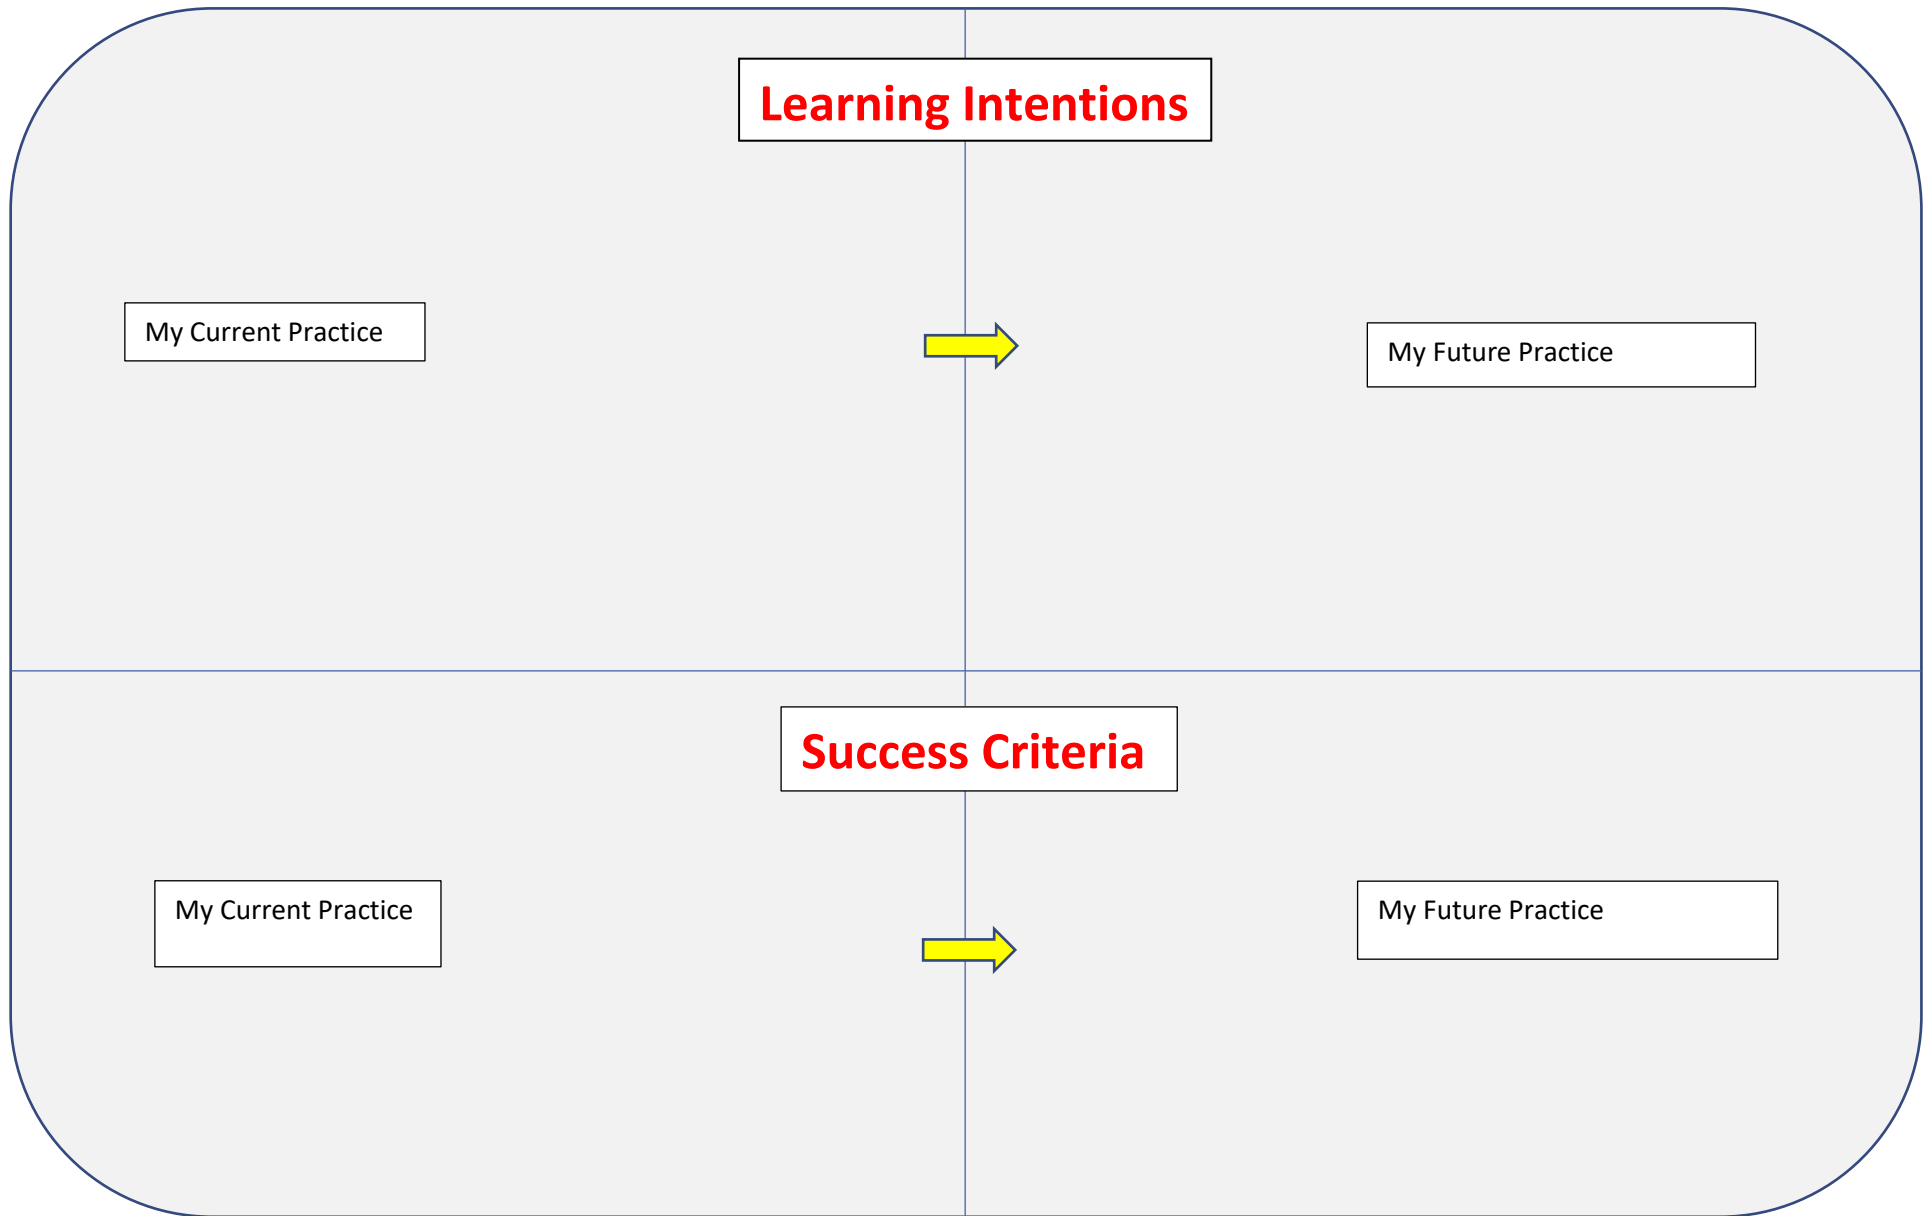 Learning Intentions
My Current Practice
My Future Practice
Success Criteria
My Current Practice
My Future Practice